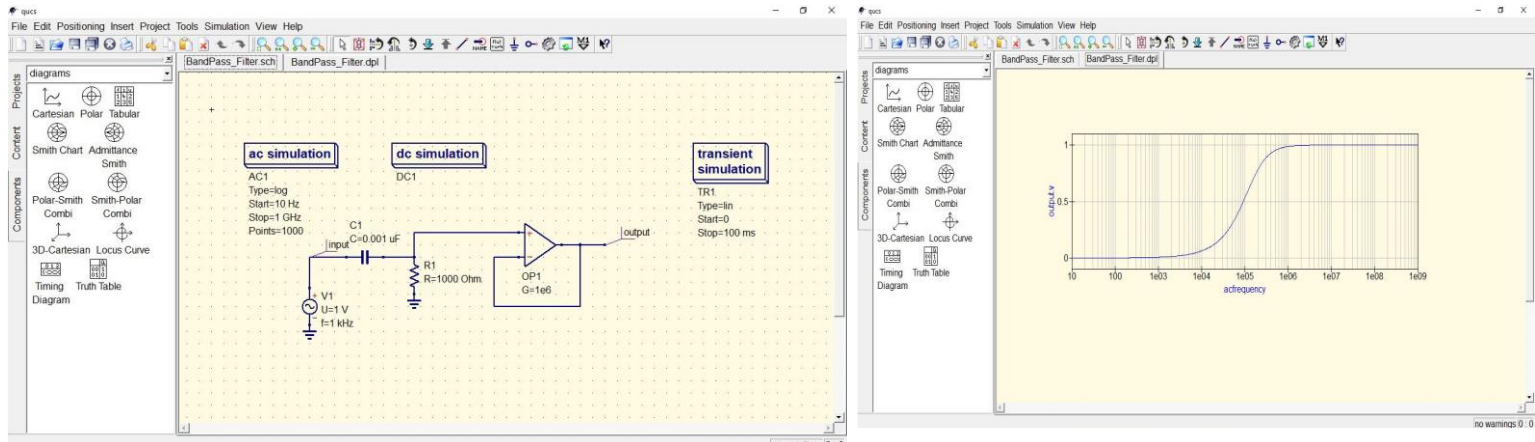 qucs
File Edit Positioning Insert Project Tools Simulation View Help
BandPass_Filter.sch BandPass_Filter.dpl
Projects
Content
Components
diagrams
Cartesian Polar Tabular
Smith Chart Admittance
Smith
Polar-Smith Smith-Polar
Combi Combi
3D-Cartesian Locus Curve
Timing Truth Table
Diagram
ac simulation
AC1
Type=log
Start=10 Hz
Stop=1 GHz
Points=1000
dc simulation
DC1
transient
simulation
TR1
Type=lin
Start=0
Stop=100 ms
C1
C=0.001 uF
input
R1
R=1000 Ohm
V1
U=1 V
f=1 kHz
OP1
G=1e6
output
qucs
File Edit Positioning Insert Project Tools Simulation View Help
BandPass_Filter.sch BandPass_Filter.dpl
Projects
Content
Components
diagrams
Cartesian Polar Tabular
Smith Chart Admittance
Smith
Polar-Smith Smith-Polar
Combi Combi
3D-Cartesian Locus Curve
Timing Truth Table
Diagram
1
0.5
0
output.v
10 100 1e03 1e04 1e05 1e06 1e07 1e08 1e09
acfrequency
no warnings 0 : 0